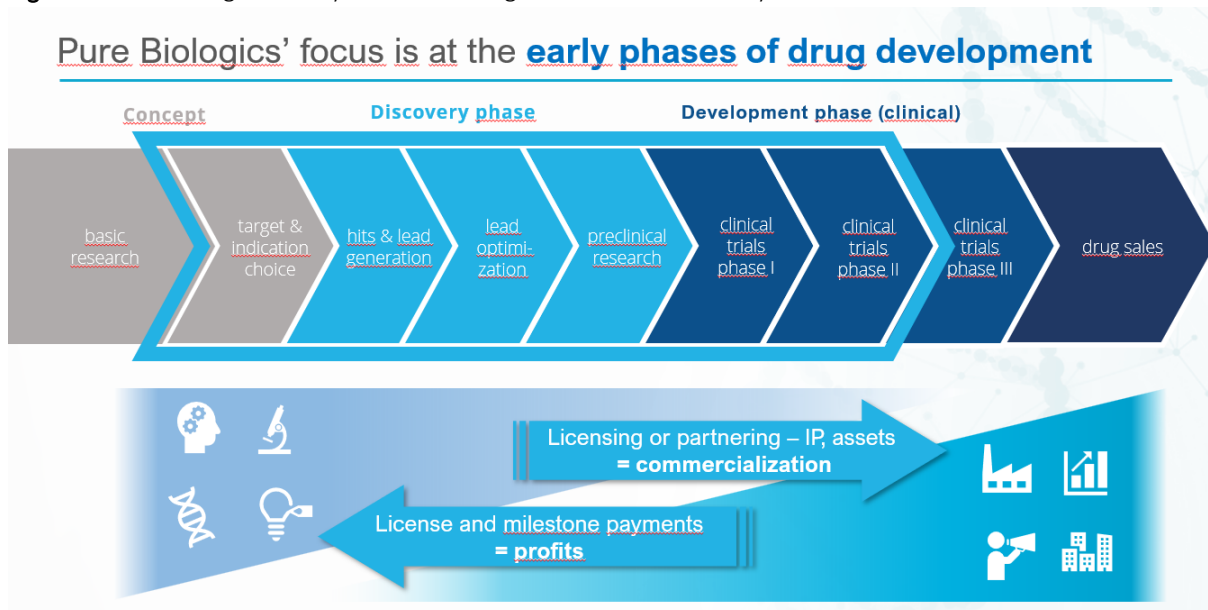 Pure Biologics' focus is at the early phases of drug development
Concept
Discovery phase
Development phase (clinical)
basic
research
target &
indication
choice
hits & lead
generation
lead
optimi-
zation
preclinical
research
clinical
trials
phase I
clinical
trials
phase II
clinical
trials
phase III
drug sales
Licensing or partnering – IP, assets
= commercialization
License and milestone payments
= profits